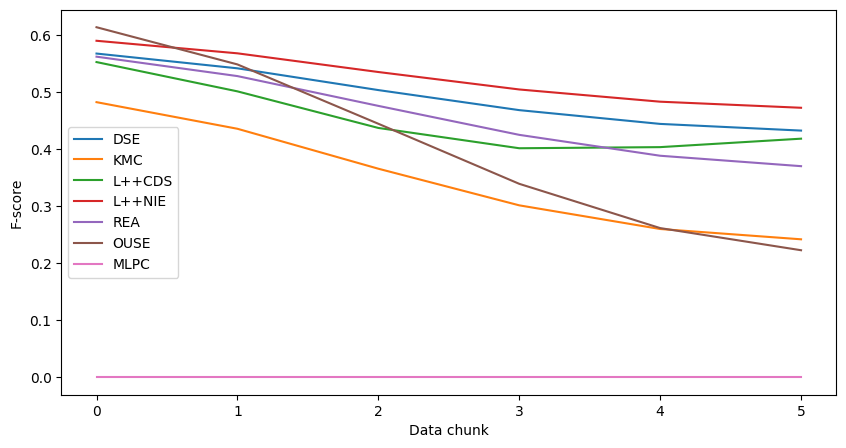 F-score
0.6
0.5
0.4
0.3
0.2
0.1
0.0
DSE
KMC
L++CDS
L++NIE
REA
OUSE
MLPC
0 1 2 3 4 5
Data chunk